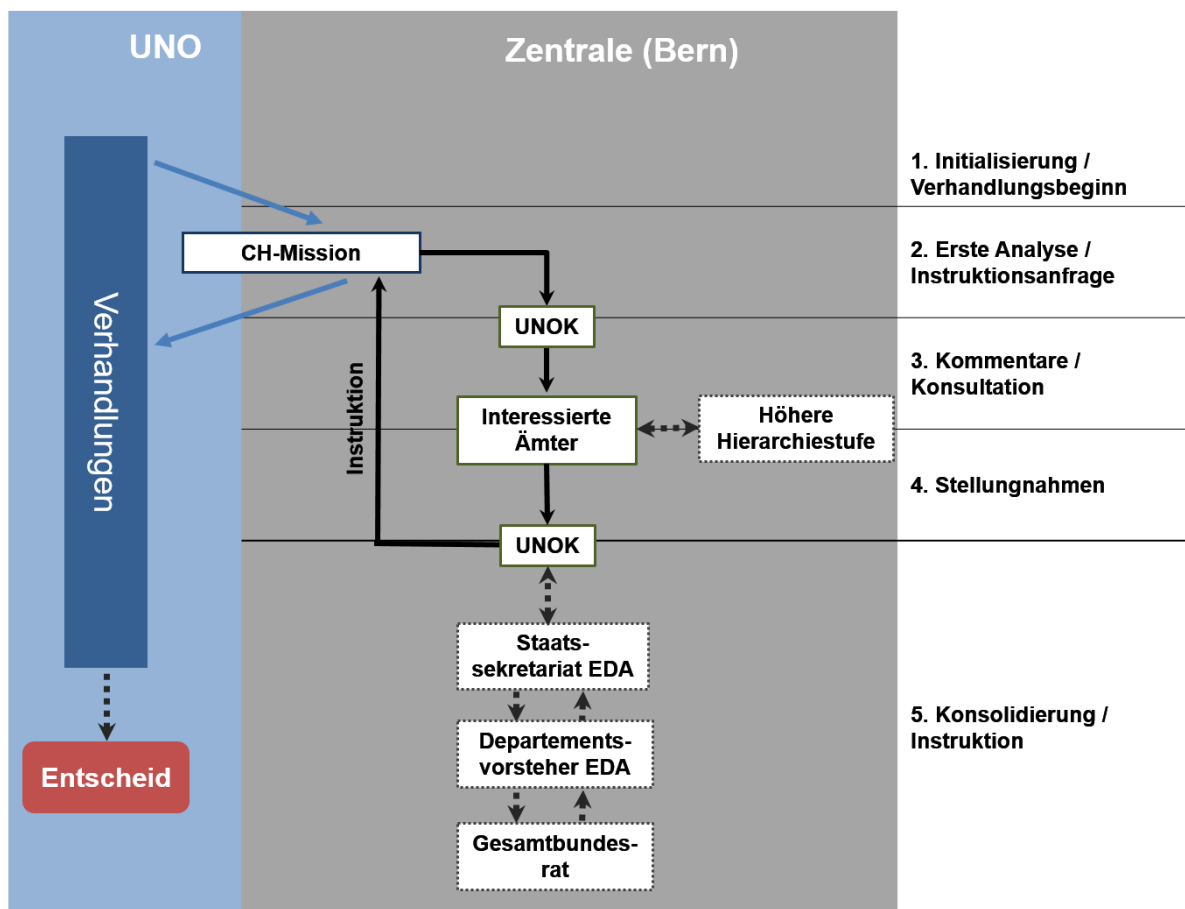 UNO
Zentrale (Bern)
1. Initialisierung /
Verhandlungsbeginn
CH-Mission
2. Erste Analyse /
Instruktionsanfrage
Verhandlungen
UNOK
Instruktion
3. Kommentare /
Konsultation
Interessierte
Ämter
Höhere
Hierarchiestufe
4. Stellungnahmen
UNOK
Staats-
sekretariat EDA
5. Konsolidierung /
Instruktion
Departements-
vorsteher EDA
Entscheid
Gesamtbundes-
rat